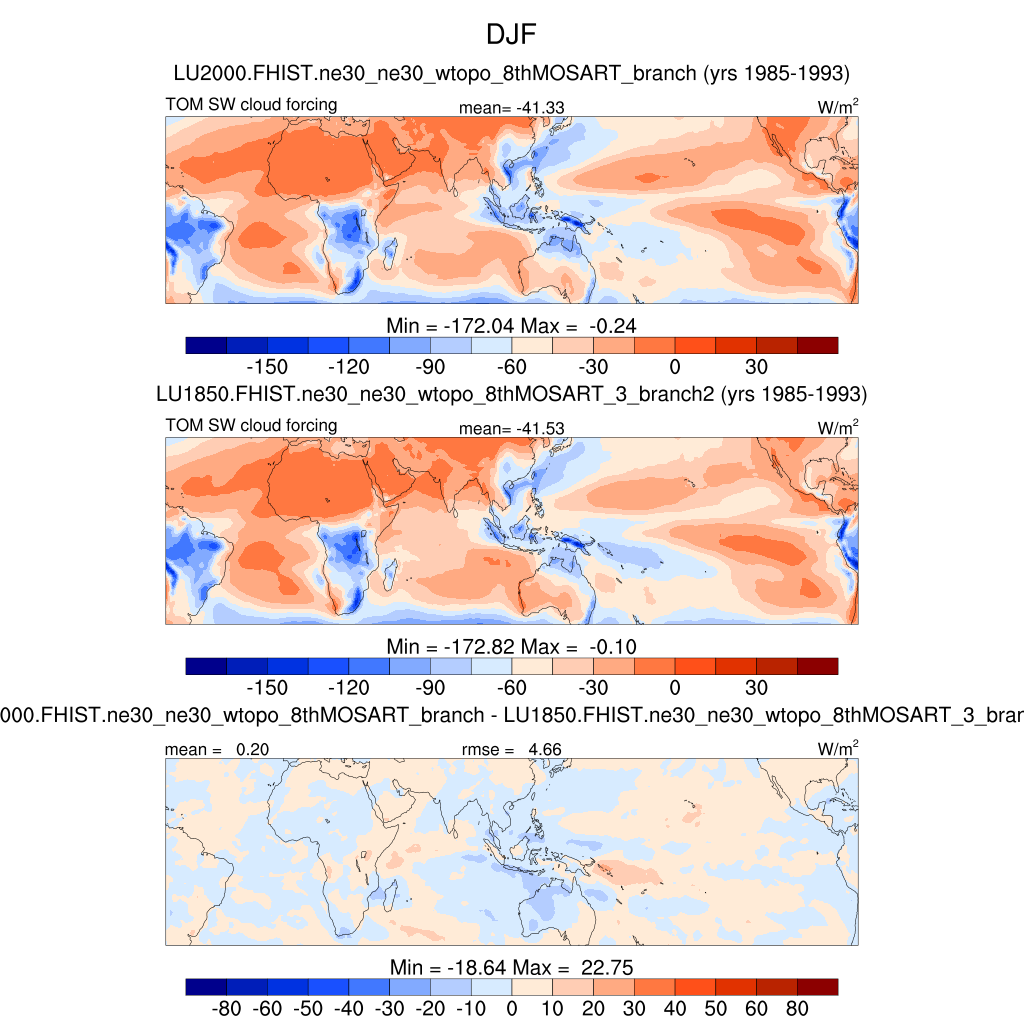 DJF
LU2000.FHIST.ne30_ne30_wtopo_8thMOSART_branch (yrs 1985-1993)
TOM SW cloud forcing mean= -41.33 W/m²
Min = -172.04 Max = -0.24
-150 -120 -90 -60 -30 0 30
LU1850.FHIST.ne30_ne30_wtopo_8thMOSART_3_branch2 (yrs 1985-1993)
TOM SW cloud forcing mean= -41.53 W/m²
Min = -172.82 Max = -0.10
-150 -120 -90 -60 -30 0 30
000.FHIST.ne30_ne30_wtopo_8thMOSART_branch - LU1850.FHIST.ne30_ne30_wtopo_8thMOSART_3_bran
mean = 0.20 rmse = 4.66 W/m²
Min = -18.64 Max = 22.75
-80 -60 -50 -40 -30 -20 -10 0 10 20 30 40 50 60 80